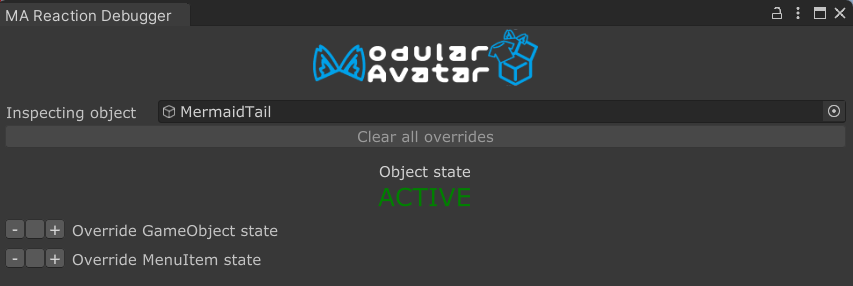 MA Reaction Debugger
Modular
Avatar
Inspecting object MermaidTail
Clear all overrides
Object state
ACTIVE
- + Override GameObject state
- + Override MenuItem state